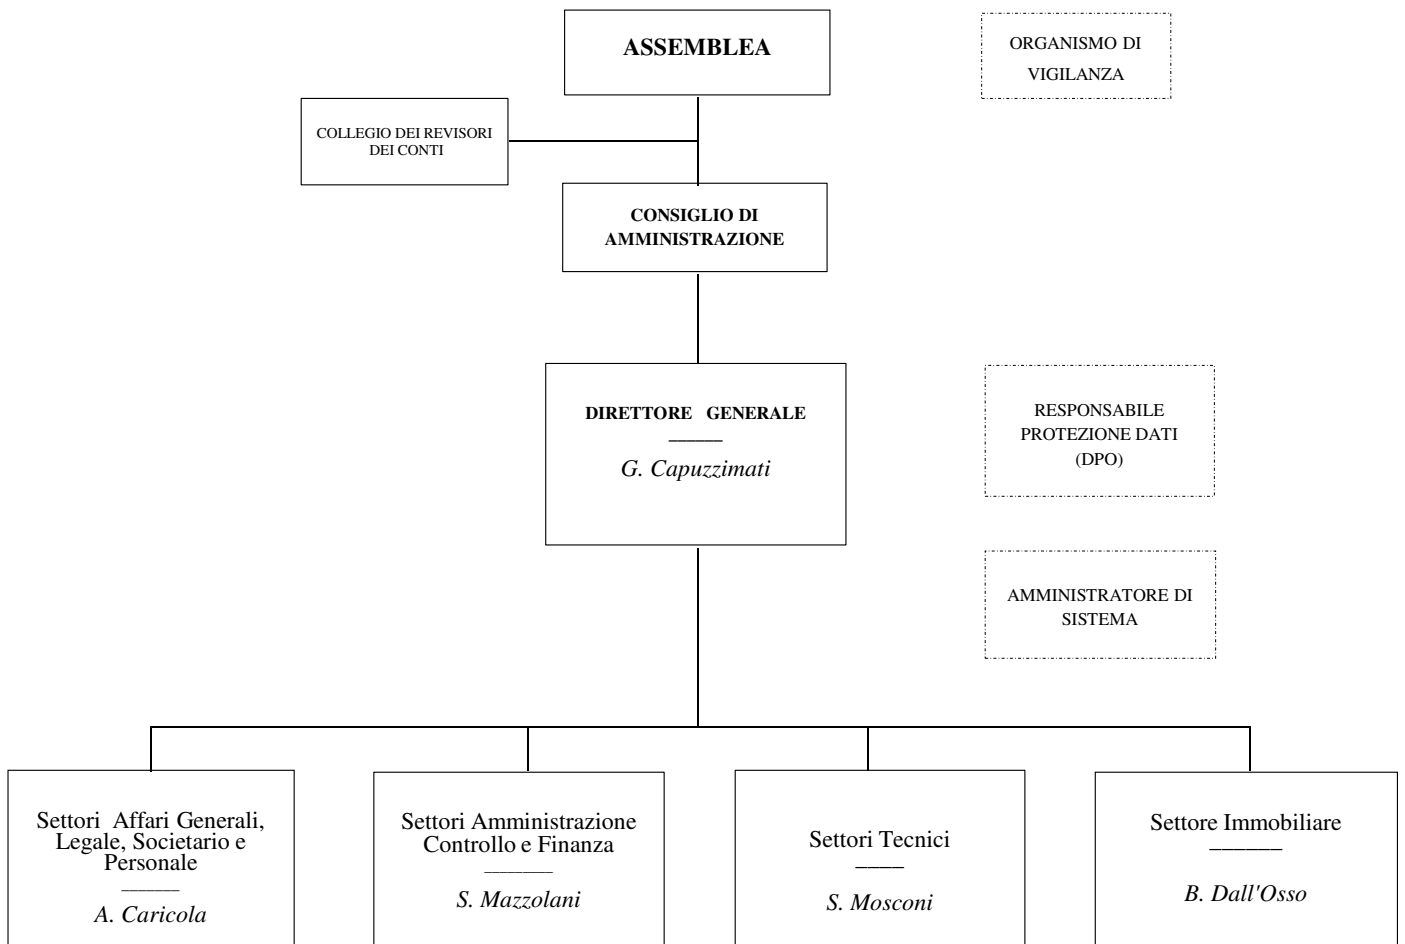 ASSEMBLEA
ORGANISMO DI
VIGILANZA
COLLEGIO DEI REVISORI
DEI CONTI
CONSIGLIO DI
AMMINISTRAZIONE
DIRETTORE GENERALE
G. Capuzzimati
RESPONSABILE
PROTEZIONE DATI
(DPO)
AMMINISTRATORE DI
SISTEMA
Settori Affari Generali,
Legale, Societario e
Personale
A. Caricola
Settori Amministrazione
Controllo e Finanza
S. Mazzolani
Settori Tecnici
S. Mosconi
Settore Immobiliare
B. Dall'Osso